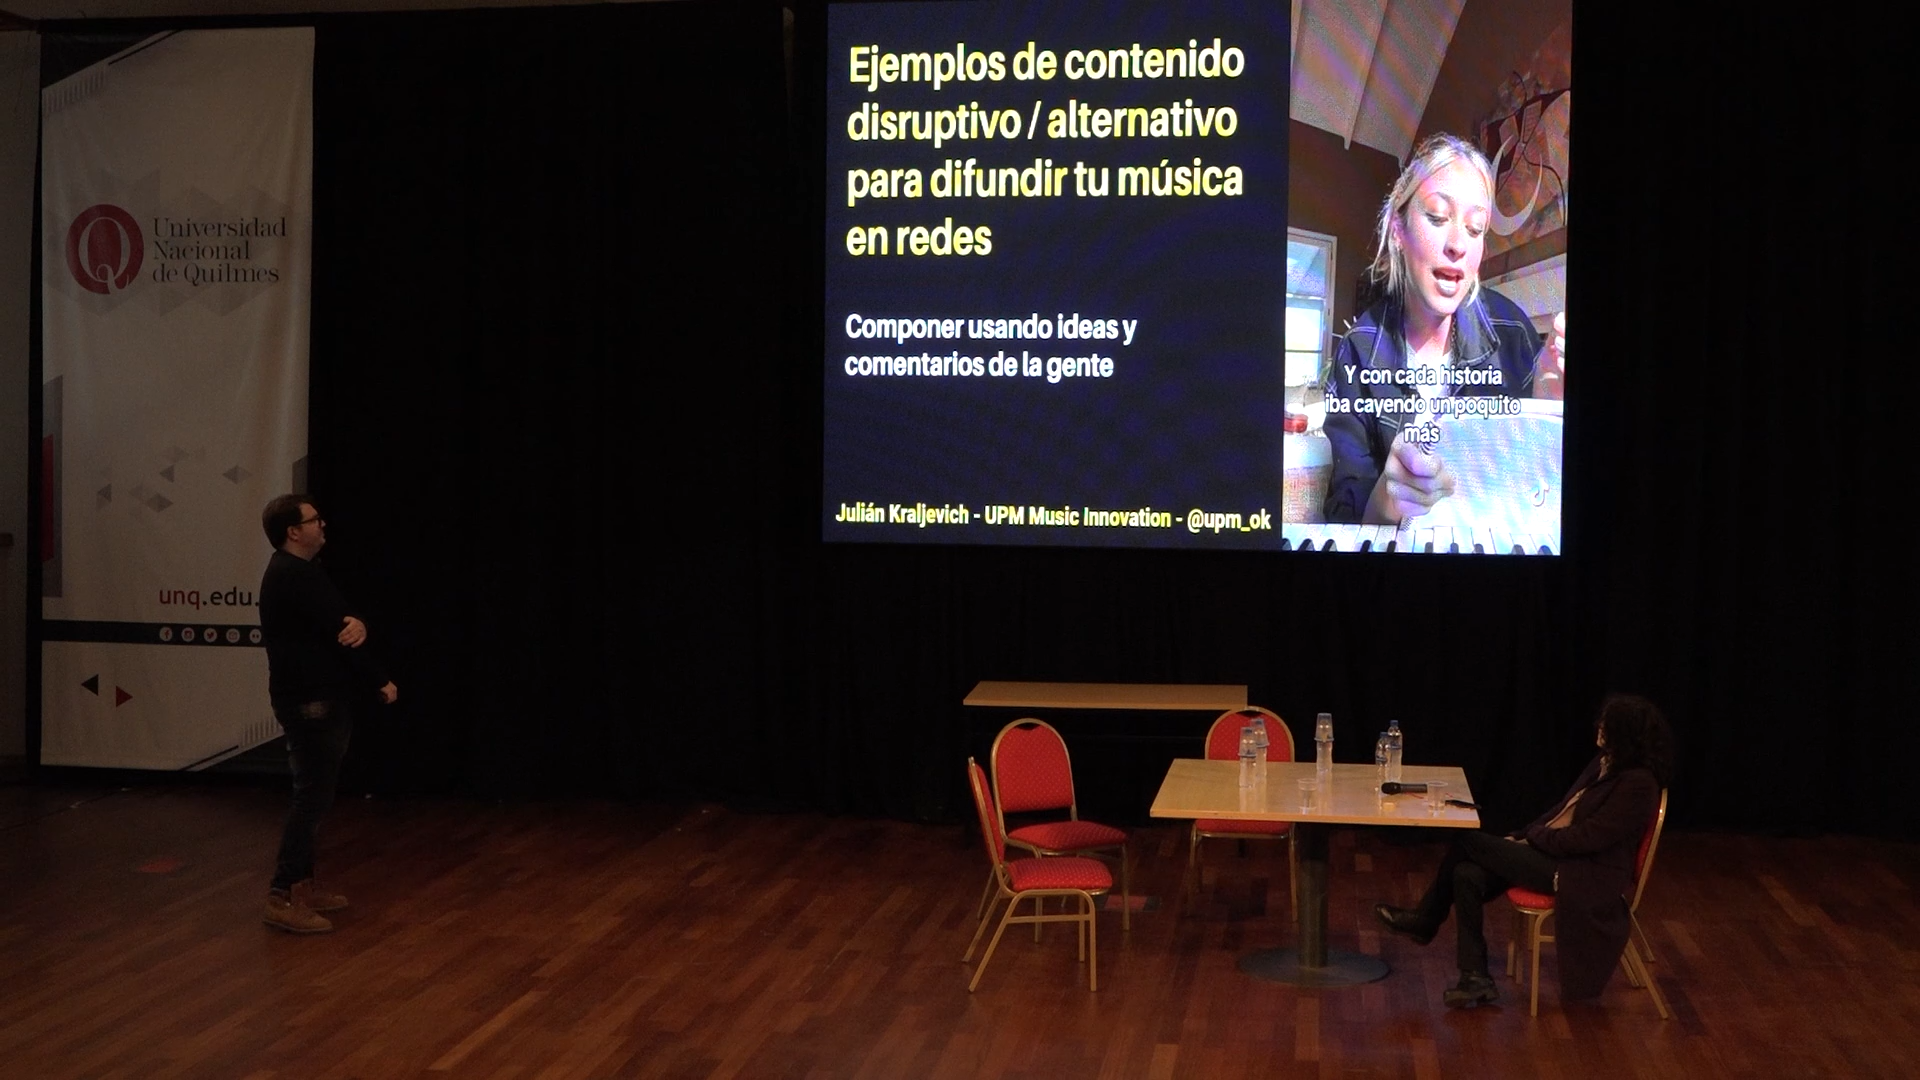 Universidad
Nacional
de Quilmes
unq.edu.
Ejemplos de contenido
disruptivo / alternativo
para difundir tu música
en redes
Componer usando ideas y
comentarios de la gente
Julián Kraljevich - UPM Music Innovation - @upm_ok
Y con cada historia
iba cayendo un poquito
más